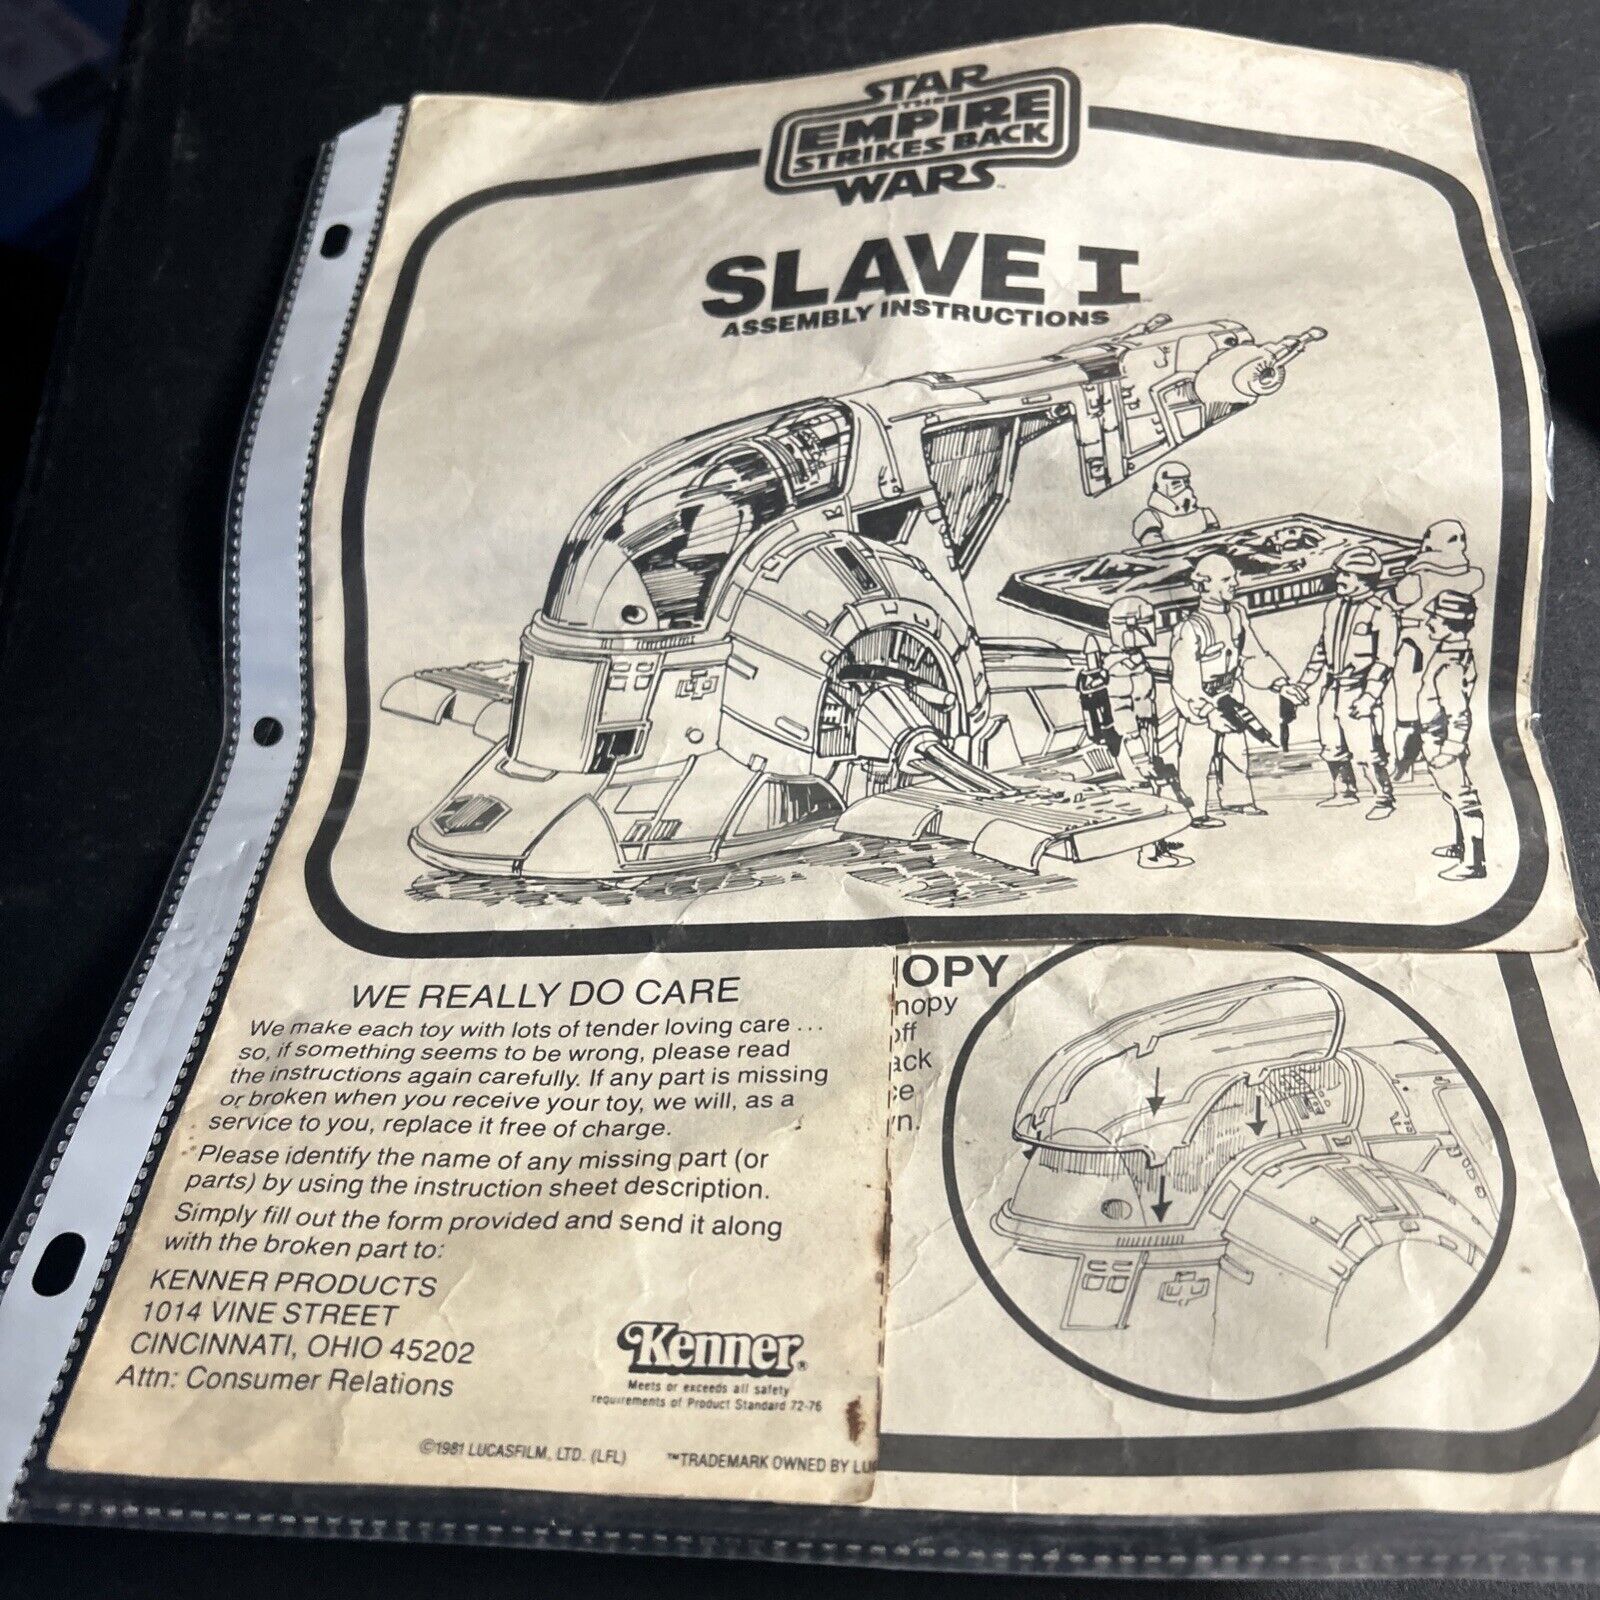 STAR
THE
EMPIRE
STRIKES BACK
WARS™
SLAVE I
ASSEMBLY INSTRUCTIONS
WE REALLY DO CARE
We make each toy with lots of tender loving care ...
so, if something seems to be wrong, please read
the instructions again carefully. If any part is missing
or broken when you receive your toy, we will, as a
service to you, replace it free of charge.
Please identify the name of any missing part (or
parts) by using the instruction sheet description.
Simply fill out the form provided and send it along
with the broken part to:
KENNER PRODUCTS
1014 VINE STREET
CINCINNATI, OHIO 45202
Attn: Consumer Relations
Kenner®
Meets or exceeds all safety
requirements of Product Standard 72-76
©1981 LUCASFILM, LTD. (LFL) ™TRADEMARK OWNED BY LU
OPY
nopy
off
ack
e
n.